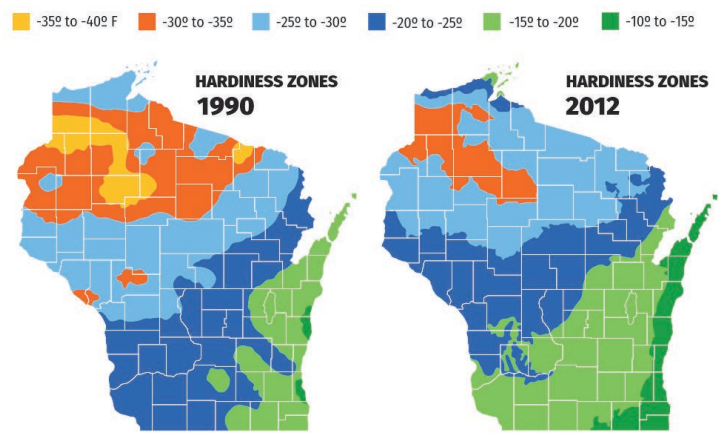 -35º to -40º F -30º to -35º -25º to -30º -20º to -25º -15º to -20º -10º to -15º
HARDINESS ZONES
1990
HARDINESS ZONES
2012